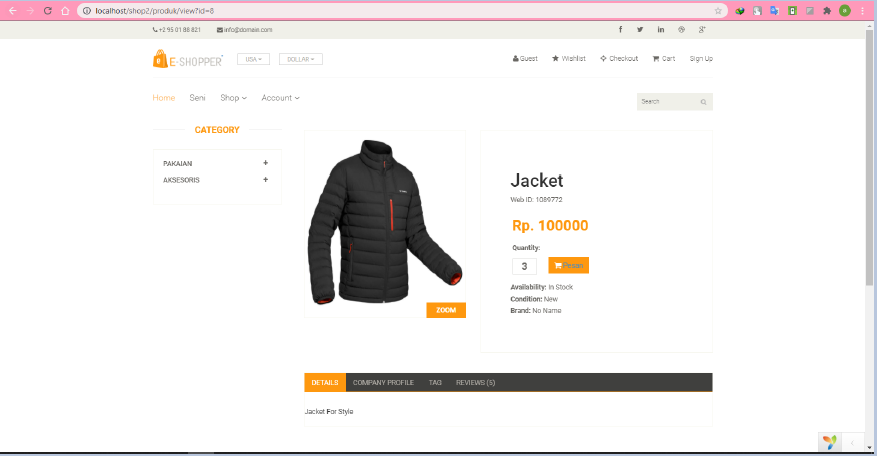 localhost/shop2/produk/view?id=8
+2 95 01 88 821 info@domain.com
E-SHOPPER USA DOLLAR Guest Wishlist Checkout Cart Sign Up
Home Seni Shop Account Search
CATEGORY
PAKAIAN +
AKSESORIS +
Jacket
Web ID: 1089772
Rp. 100000
Quantity:
3 Pesan
Availability: In Stock
Condition: New
Brand: No Name
ZOOM
DETAILS COMPANY PROFILE TAG REVIEWS (5)
Jacket For Style